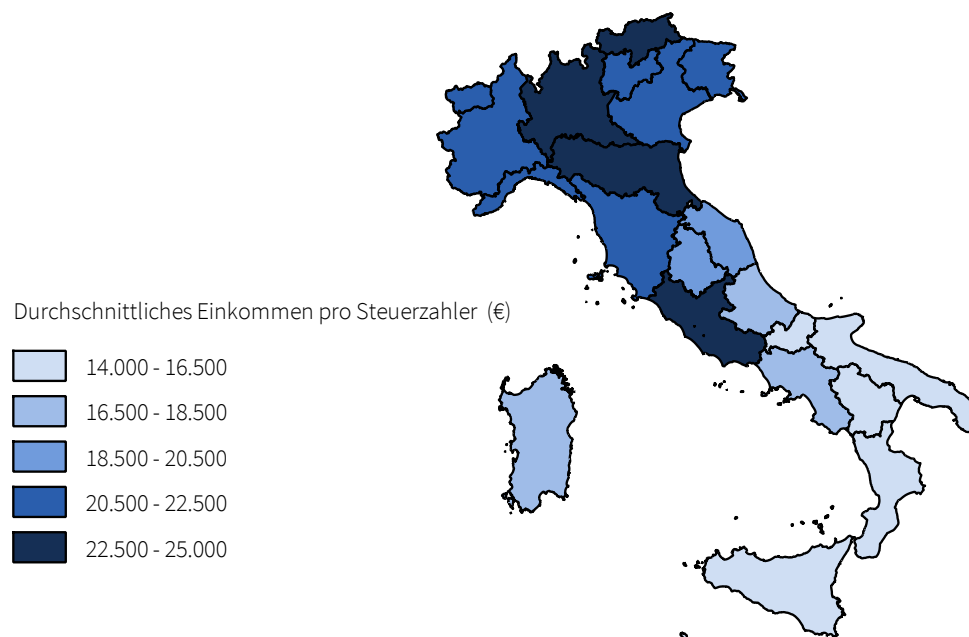 Durchschnittliches Einkommen pro Steuerzahler (€)
14.000 - 16.500
16.500 - 18.500
18.500 - 20.500
20.500 - 22.500
22.500 - 25.000